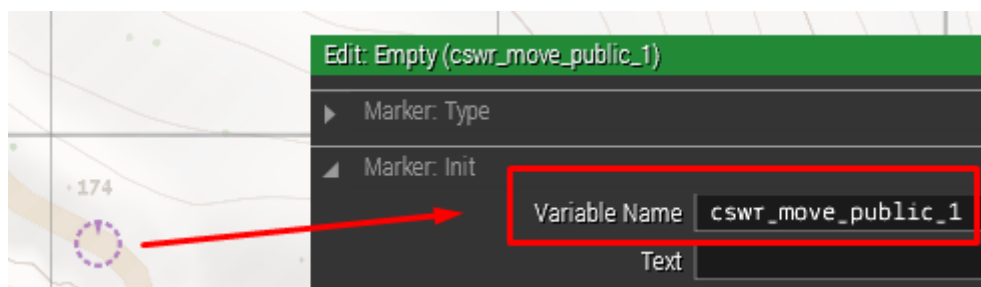 Edit: Empty (cswr_move_public_1)
Marker: Type
Marker: Init
174
Variable Name cswr_move_public_1
Text